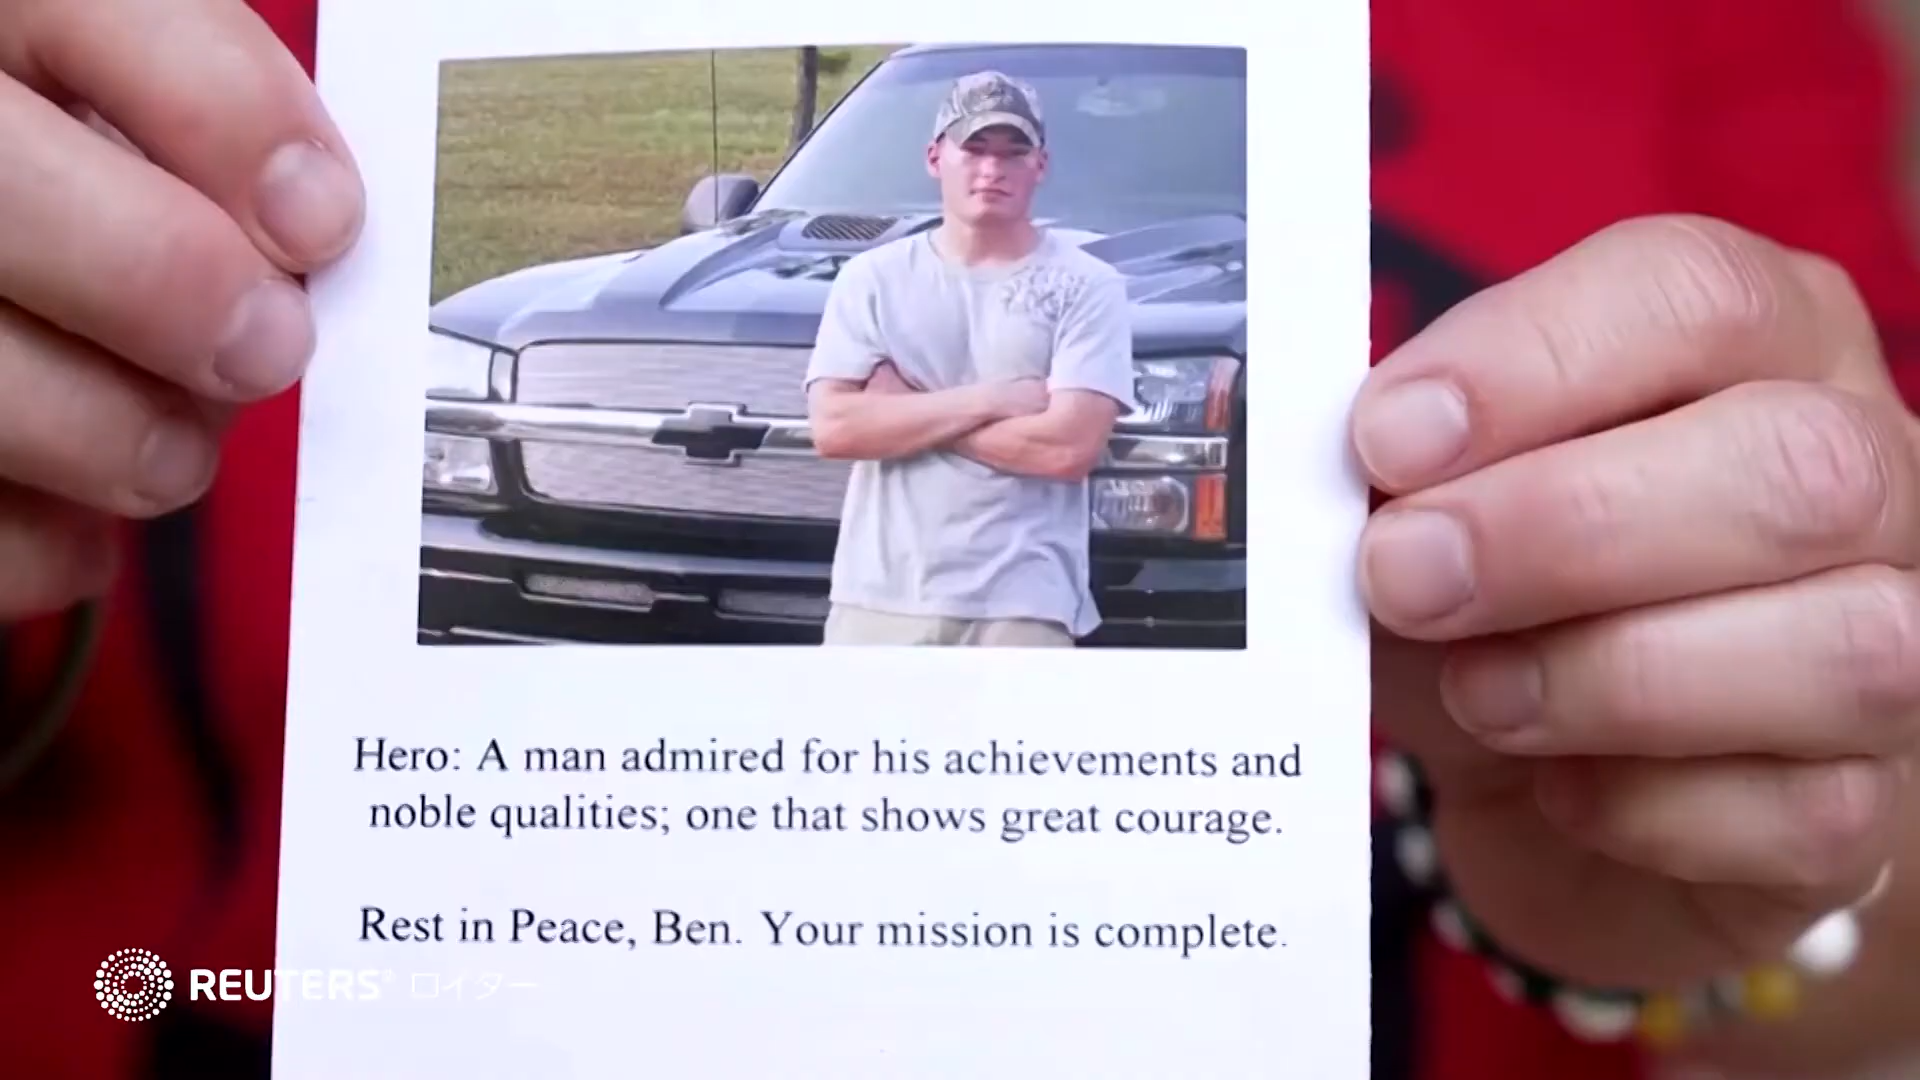 Hero: A man admired for his achievements and
noble qualities; one that shows great courage.
Rest in Peace, Ben. Your mission is complete.
REUTERS® ロイター